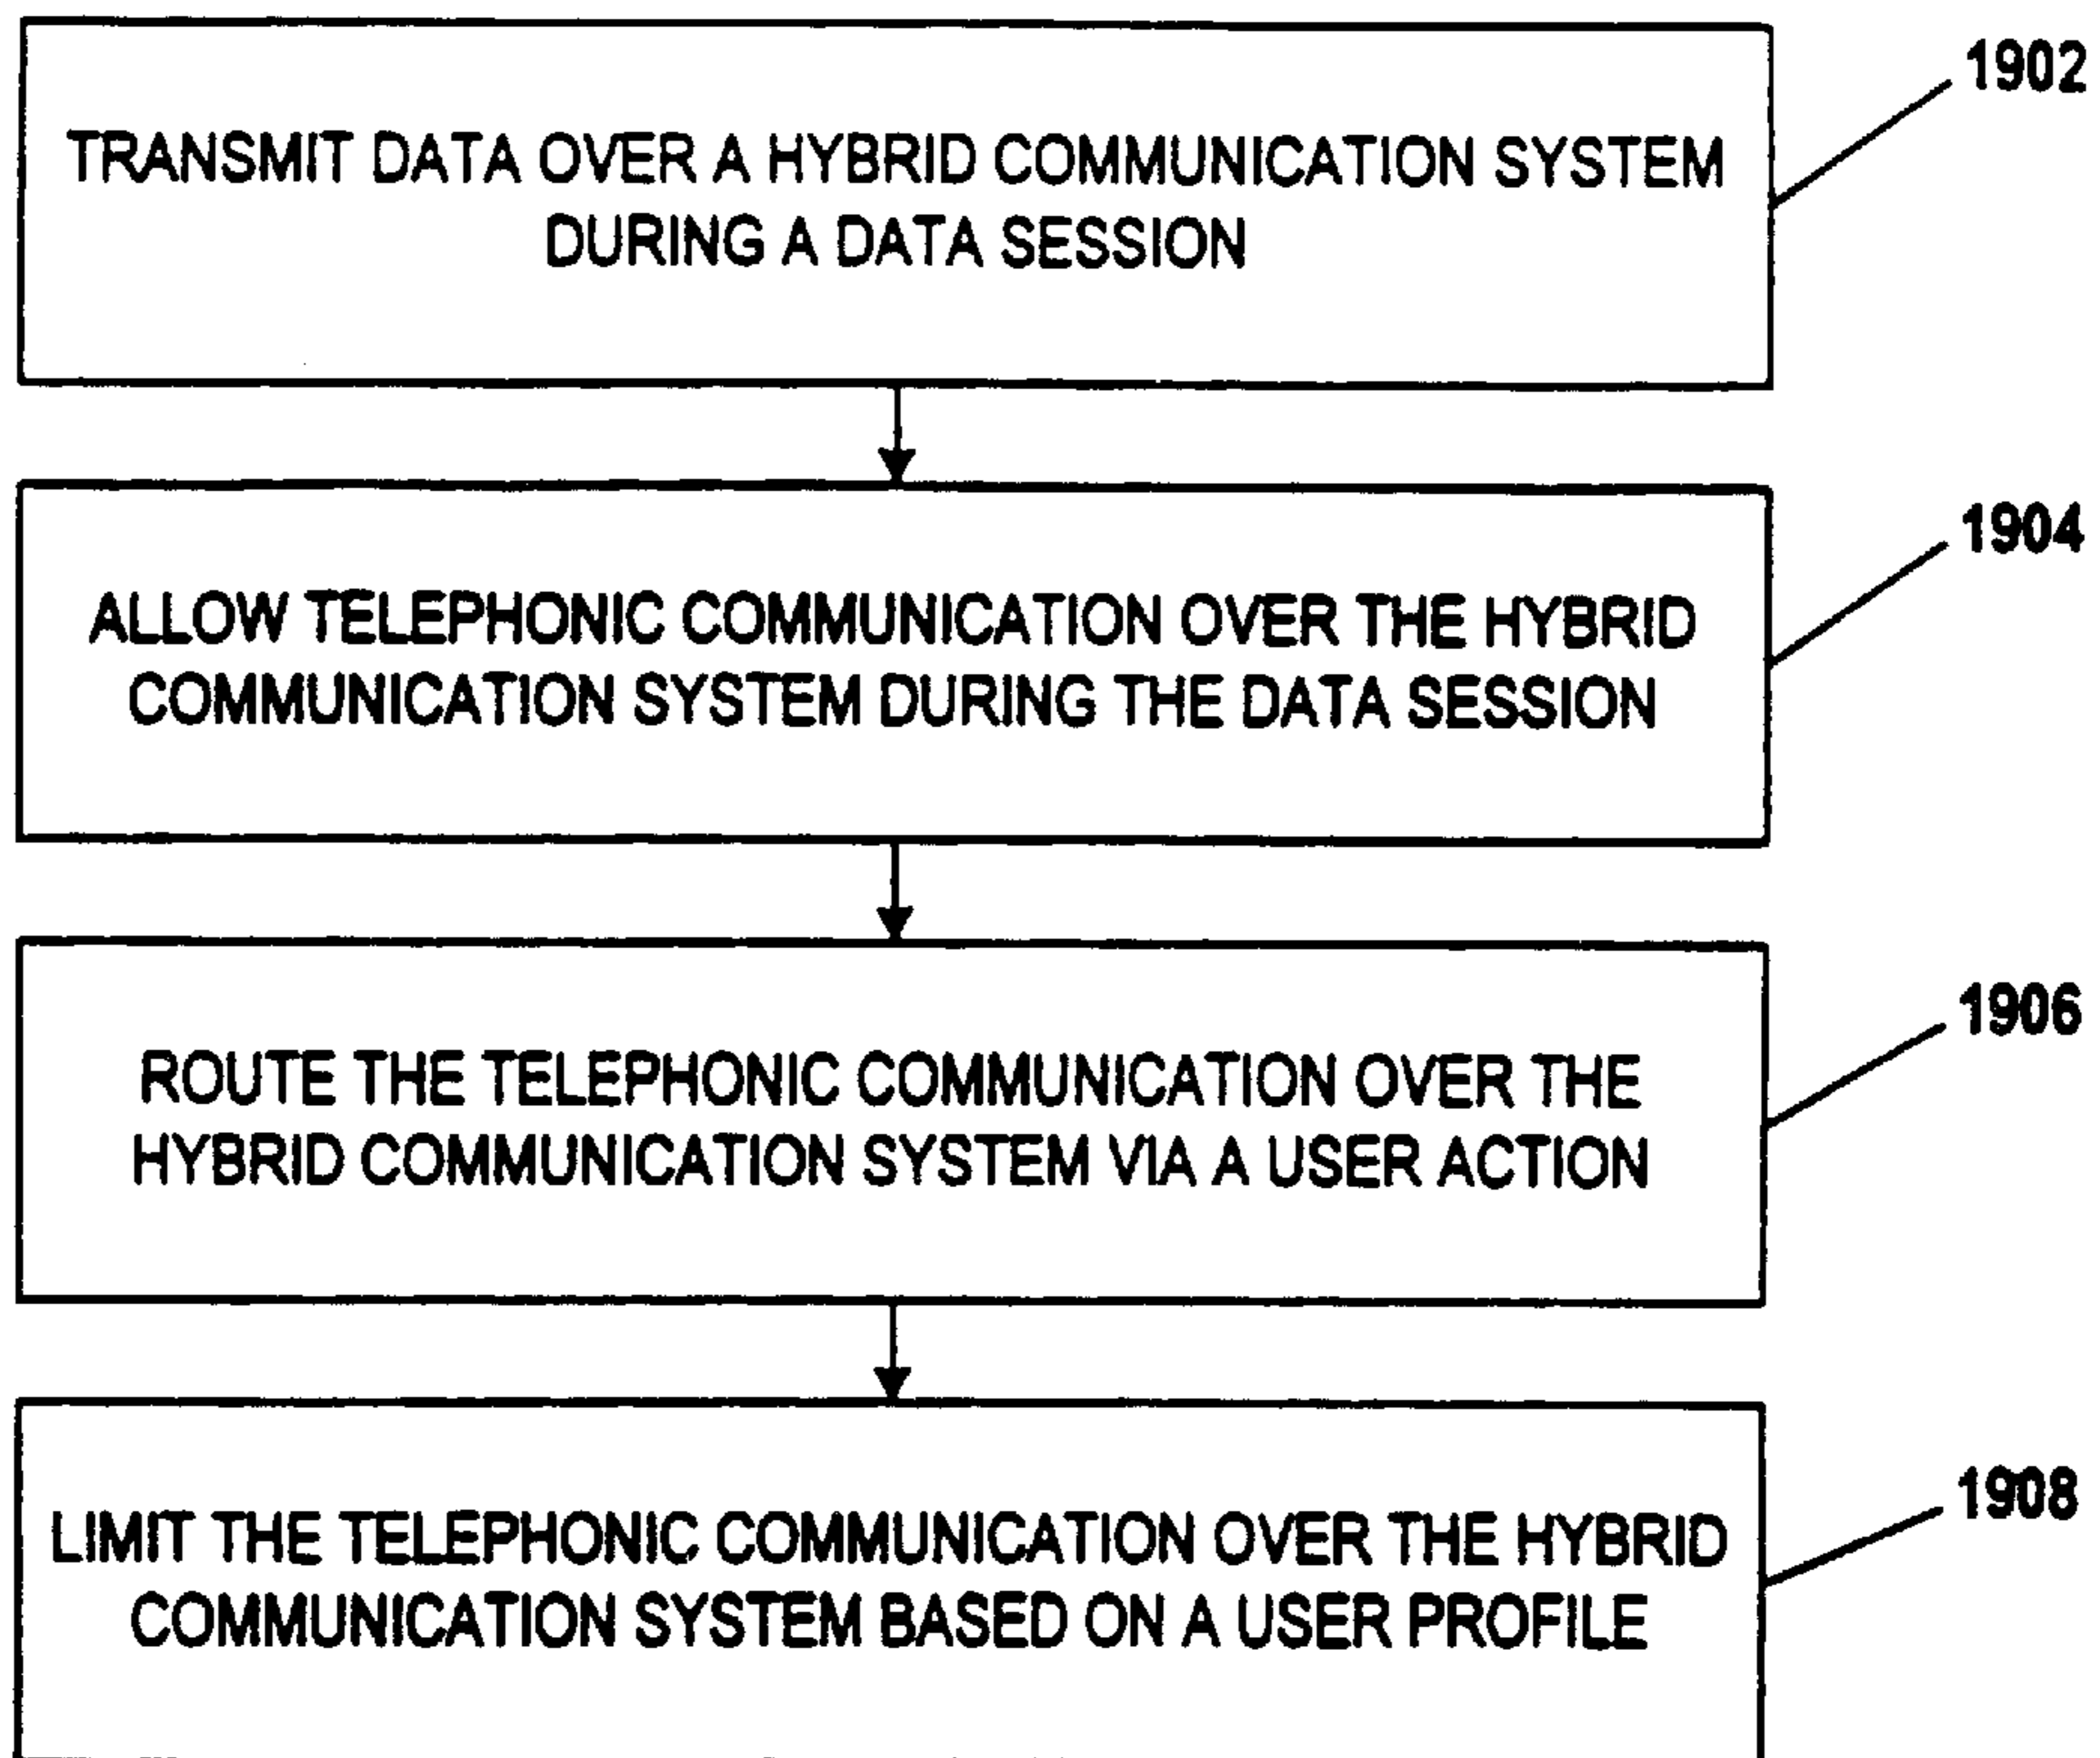 1902
TRANSMIT DATA OVER A HYBRID COMMUNICATION SYSTEM
DURING A DATA SESSION
1904
ALLOW TELEPHONIC COMMUNICATION OVER THE HYBRID
COMMUNICATION SYSTEM DURING THE DATA SESSION
1906
ROUTE THE TELEPHONIC COMMUNICATION OVER THE
HYBRID COMMUNICATION SYSTEM VIA A USER ACTION
1908
LIMIT THE TELEPHONIC COMMUNICATION OVER THE HYBRID
COMMUNICATION SYSTEM BASED ON A USER PROFILE